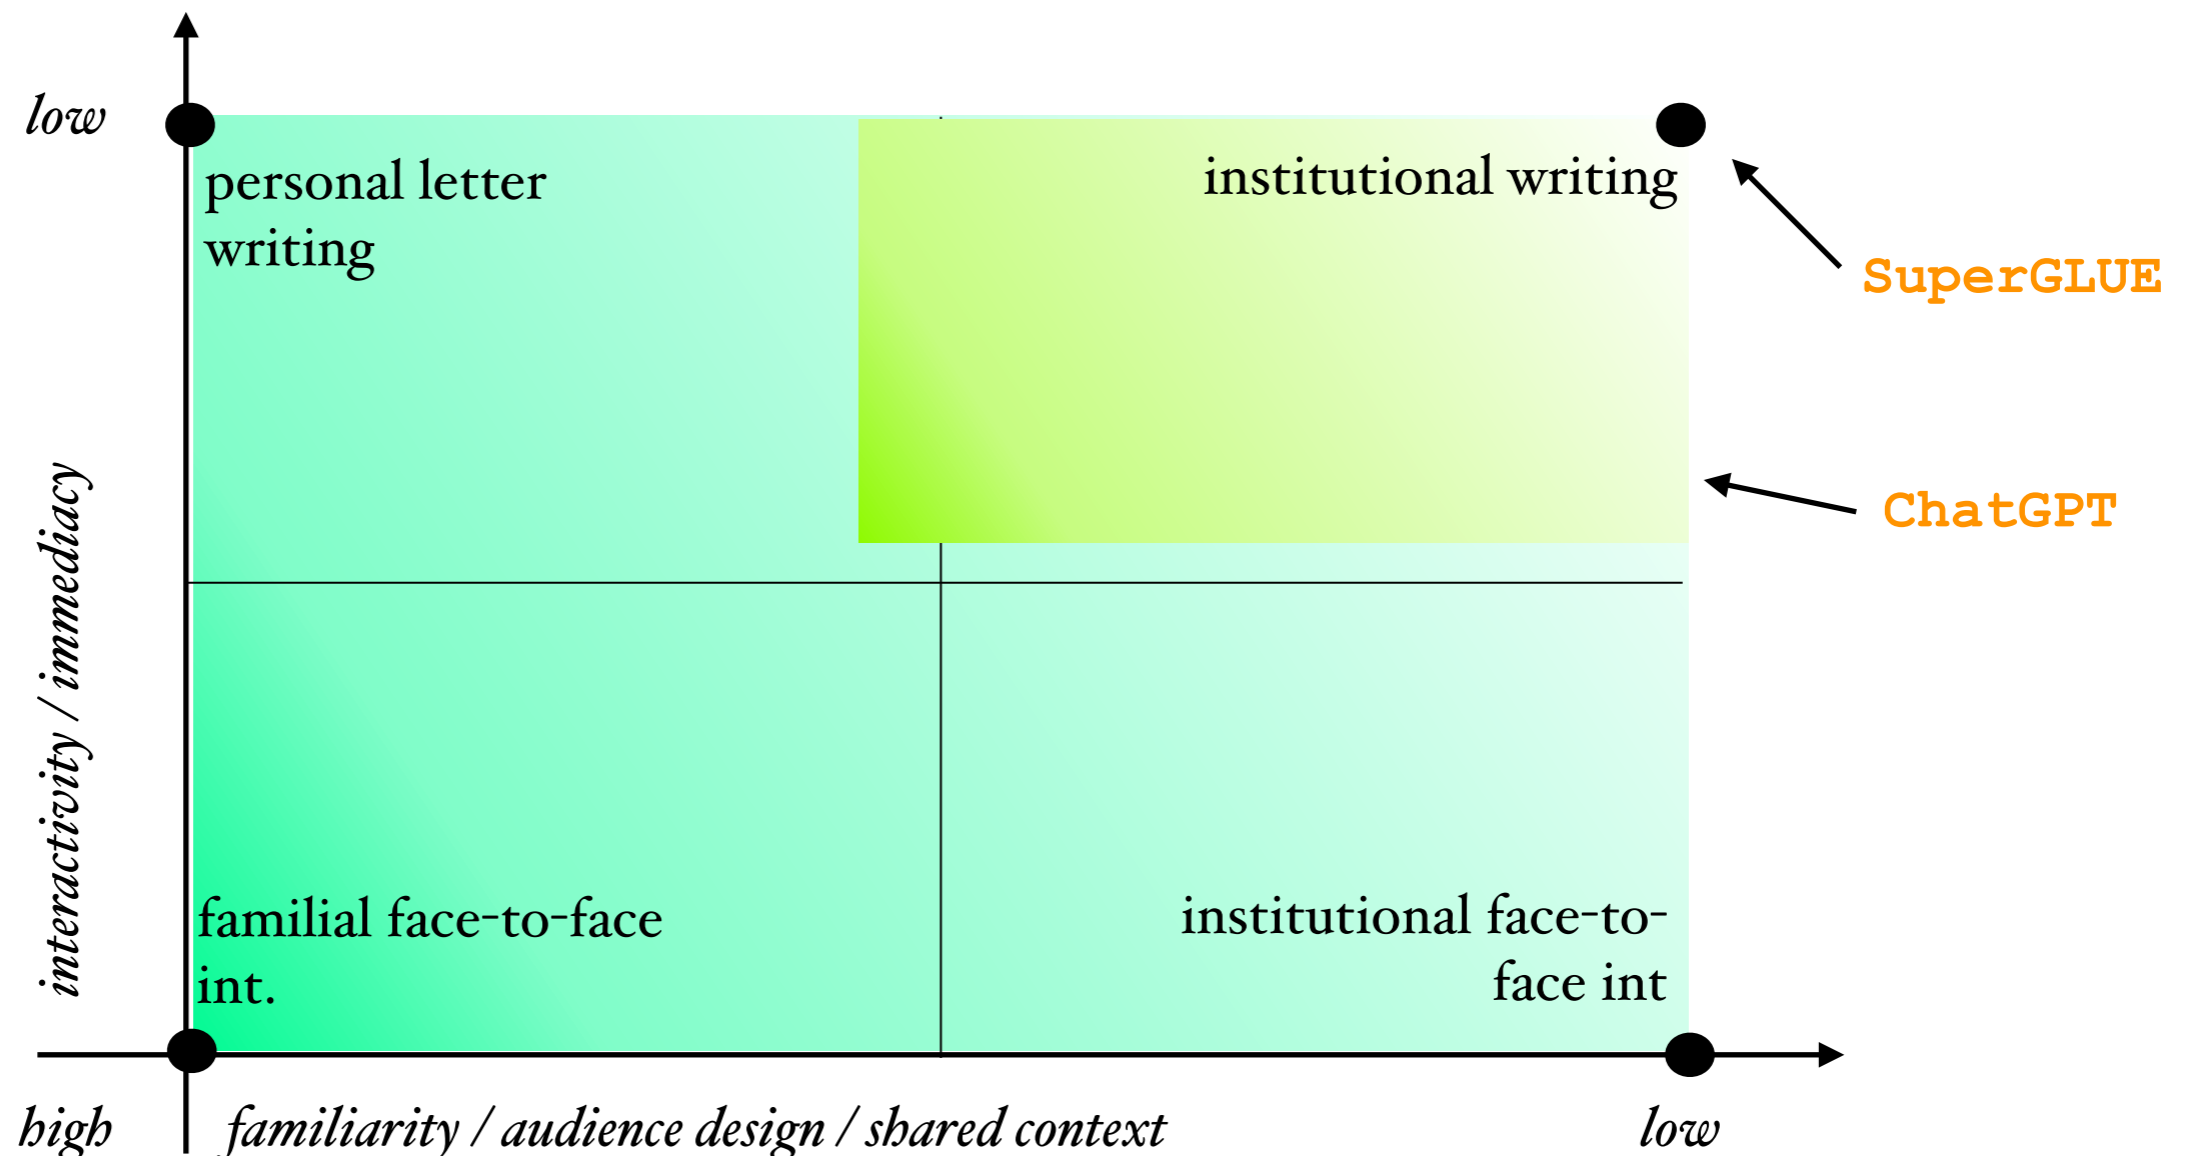 low
personal letter
writing
institutional writing
SuperGLUE
ChatGPT
interactivity / immediacy
familial face-to-face
int.
institutional face-to-
face int
high
familiarity / audience design / shared context
low